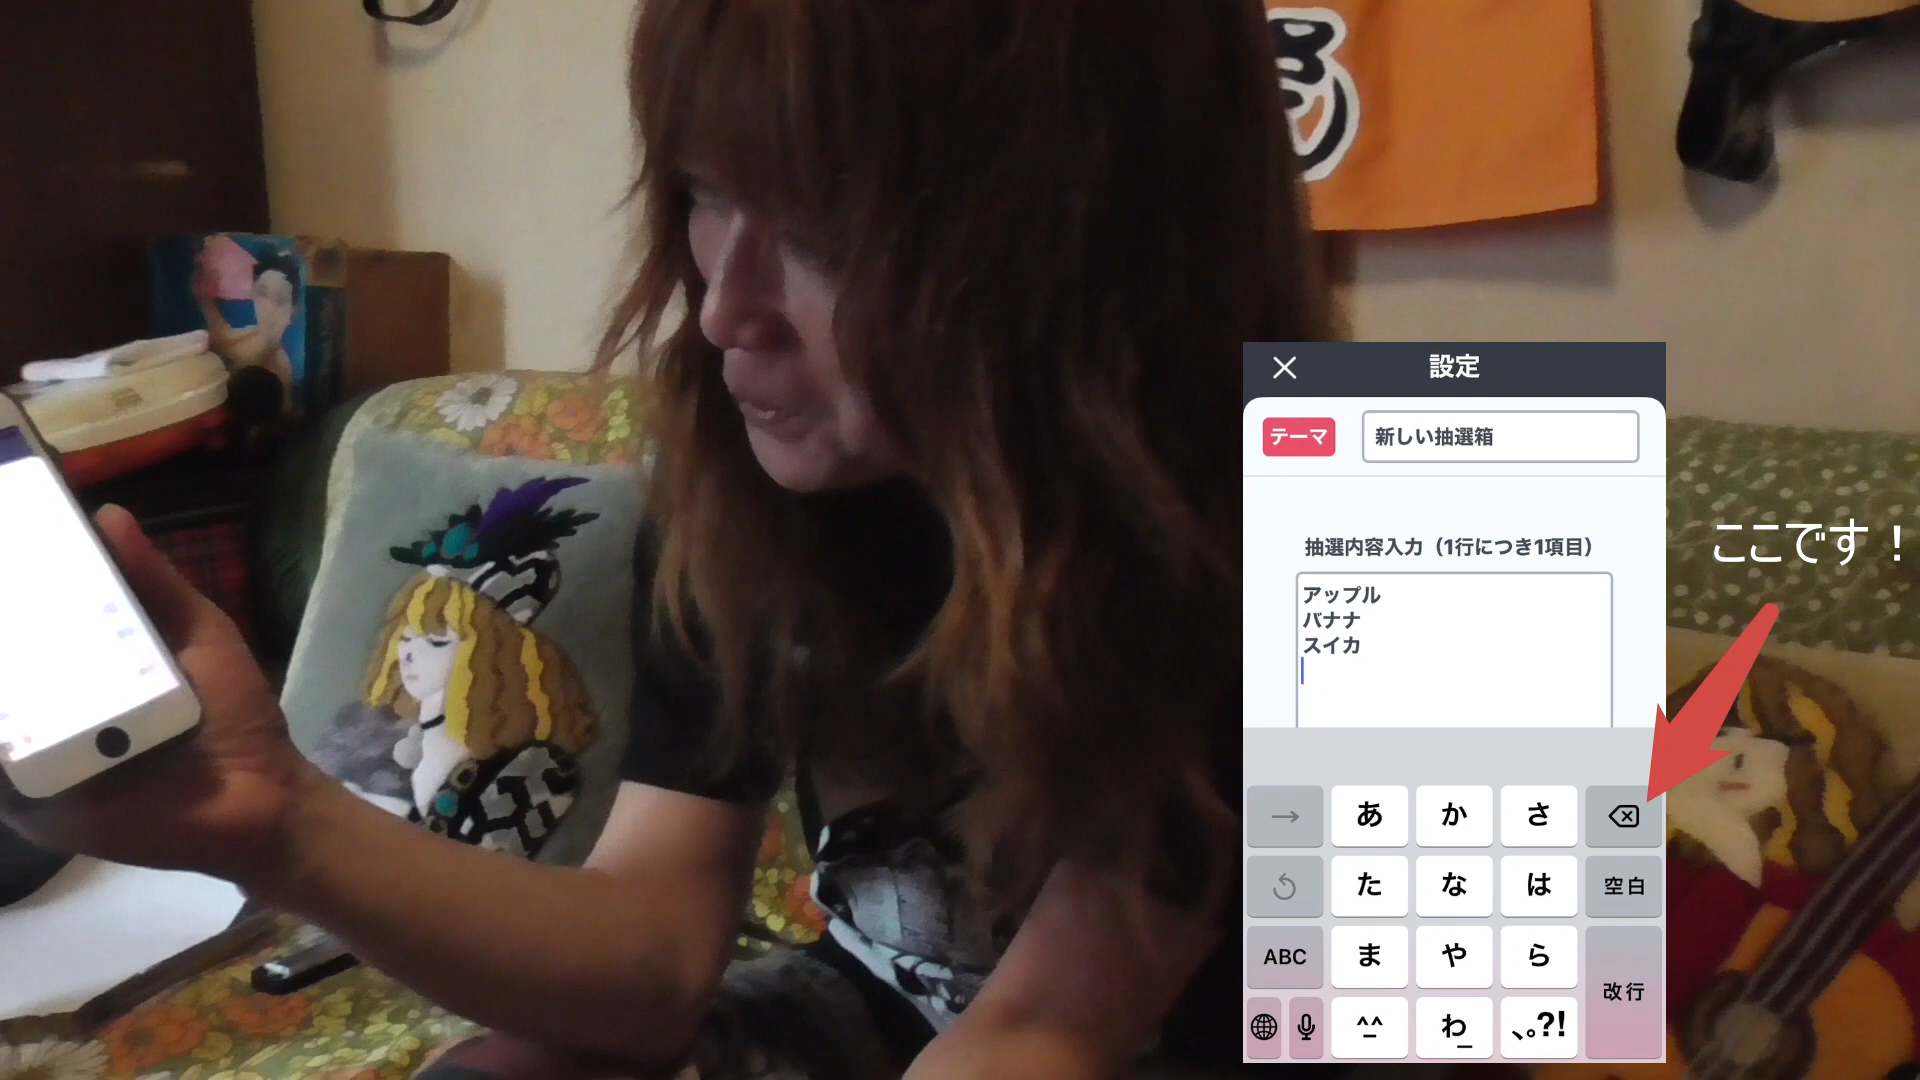 設定
テーマ
新しい抽選箱
抽選内容入力（1行につき1項目）
アップル
バナナ
スイカ
ここです！
→ あ か さ
た な は 空白
ABC ま や ら
改行
^^ わ 、。?!